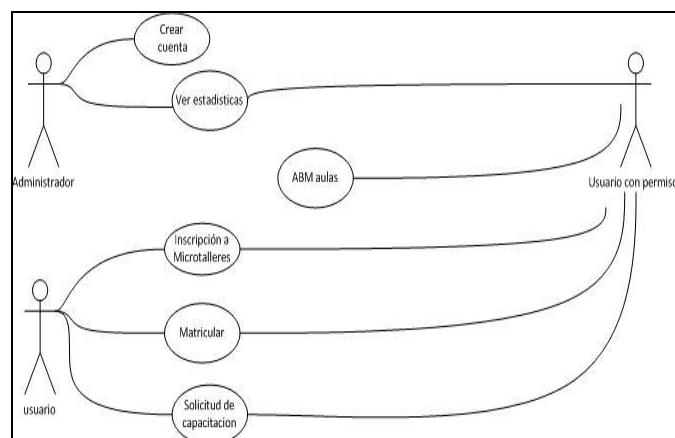 Crear
cuenta
Ver estadisticas
Administrador
ABM aulas
Usuario con permiso
Inscripción a
Microtalleres
Matricular
usuario
Solicitud de
capacitacion